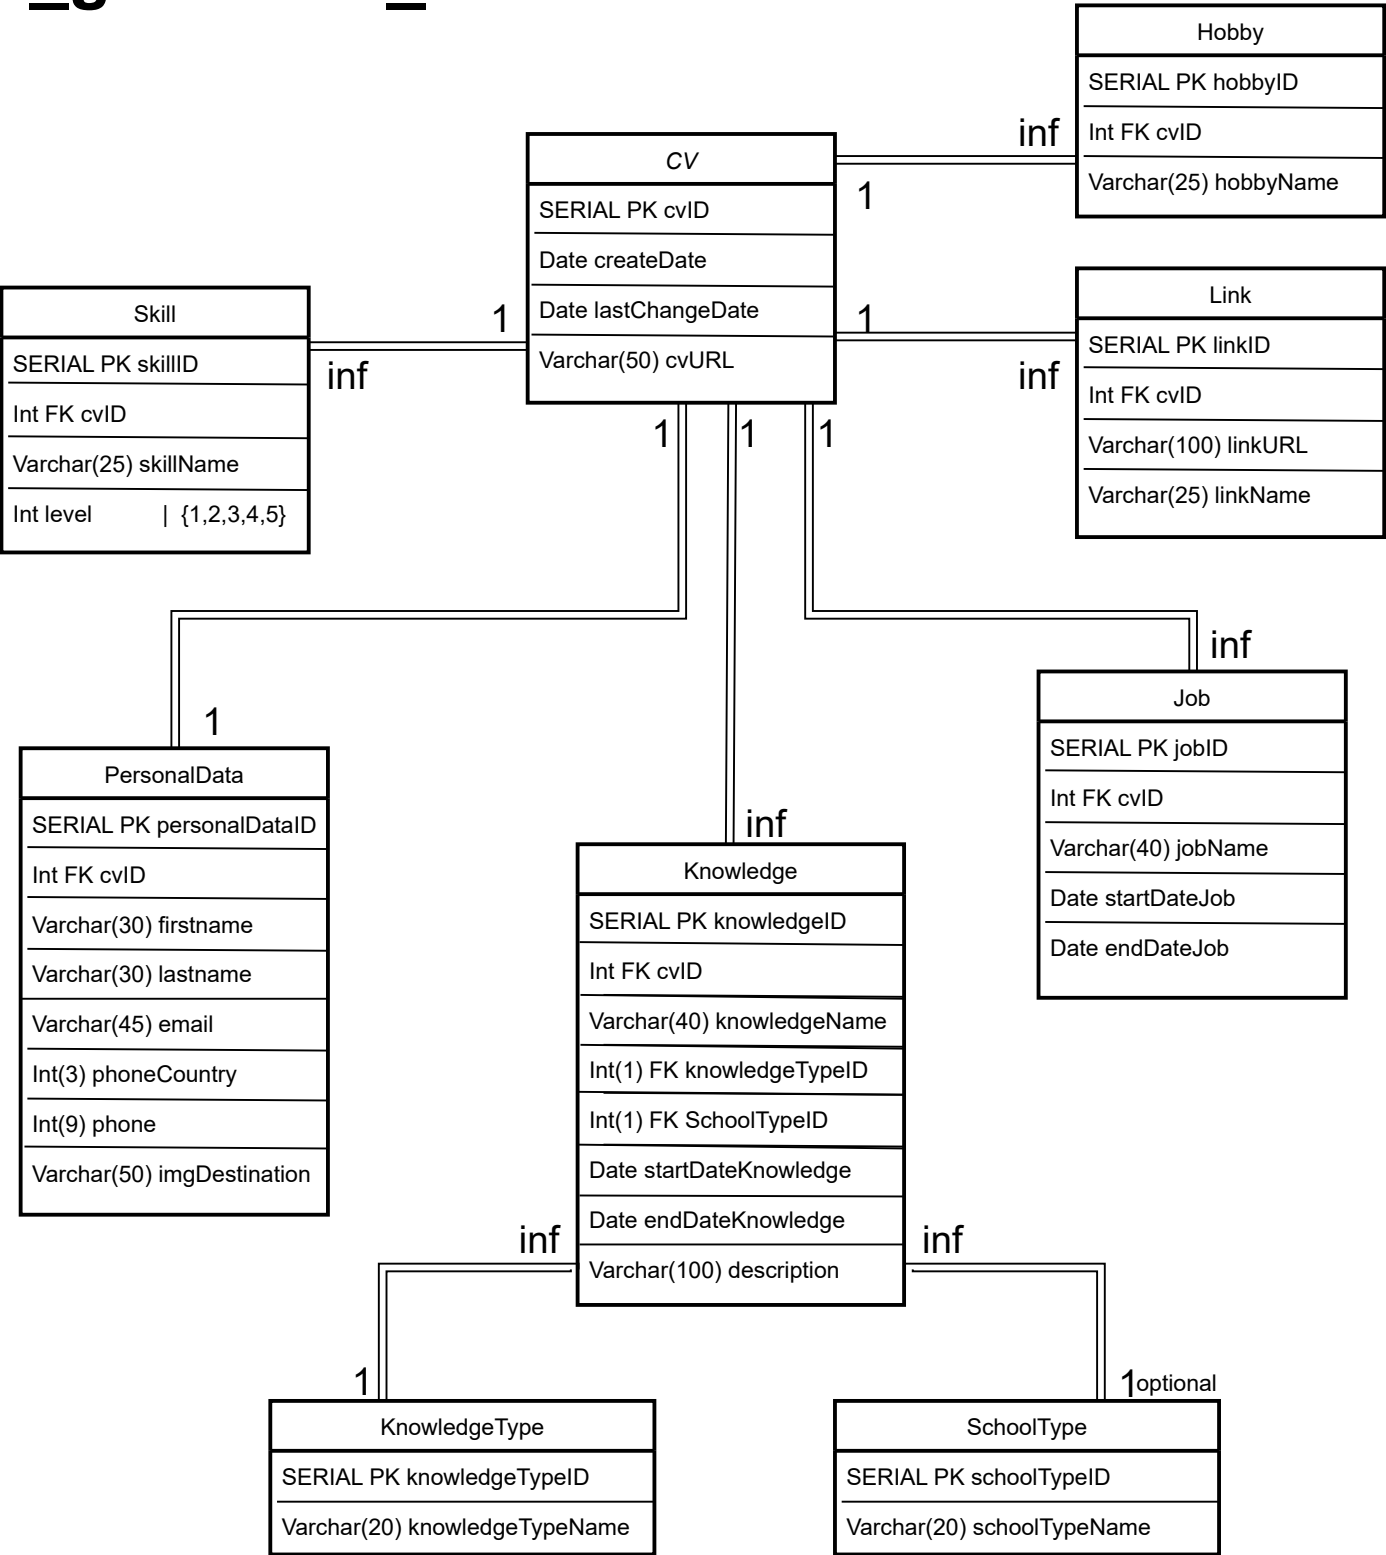 Hobby
SERIAL PK hobbyID
Int FK cvID
Varchar(25) hobbyName
inf
1
CV
SERIAL PK cvID
Date createDate
Date lastChangeDate
Varchar(50) cvURL
Link
SERIAL PK linkID
Int FK cvID
Varchar(100) linkURL
Varchar(25) linkName
1
inf
Skill
SERIAL PK skillID
Int FK cvID
Varchar(25) skillName
Int level | {1,2,3,4,5}
1
inf
1
1
1
inf
Job
SERIAL PK jobID
Int FK cvID
Varchar(40) jobName
Date startDateJob
Date endDateJob
1
PersonalData
SERIAL PK personalDataID
Int FK cvID
Varchar(30) firstname
Varchar(30) lastname
Varchar(45) email
Int(3) phoneCountry
Int(9) phone
Varchar(50) imgDestination
inf
Knowledge
SERIAL PK knowledgeID
Int FK cvID
Varchar(40) knowledgeName
Int(1) FK knowledgeTypeID
Int(1) FK SchoolTypeID
Date startDateKnowledge
Date endDateKnowledge
Varchar(100) description
inf
inf
1
1optional
KnowledgeType
SERIAL PK knowledgeTypeID
Varchar(20) knowledgeTypeName
SchoolType
SERIAL PK schoolTypeID
Varchar(20) schoolTypeName